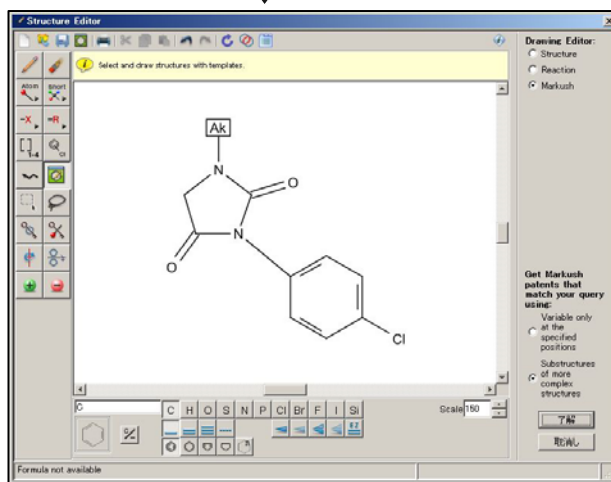 Structure Editor
Select and draw structures with templates.
Drawing Editor:
Structure
Reaction
Markush
Atom
Short
-X
=R
1-4
Ak
N
O
N
O
Cl
Get Markush
patents that
match your query
using:
Variable only
at the
specified
positions
Substructures
of more
complex
structures
C
C H O S N P Cl Br F I Si
Scale 150
了解
取消し
Formula not available